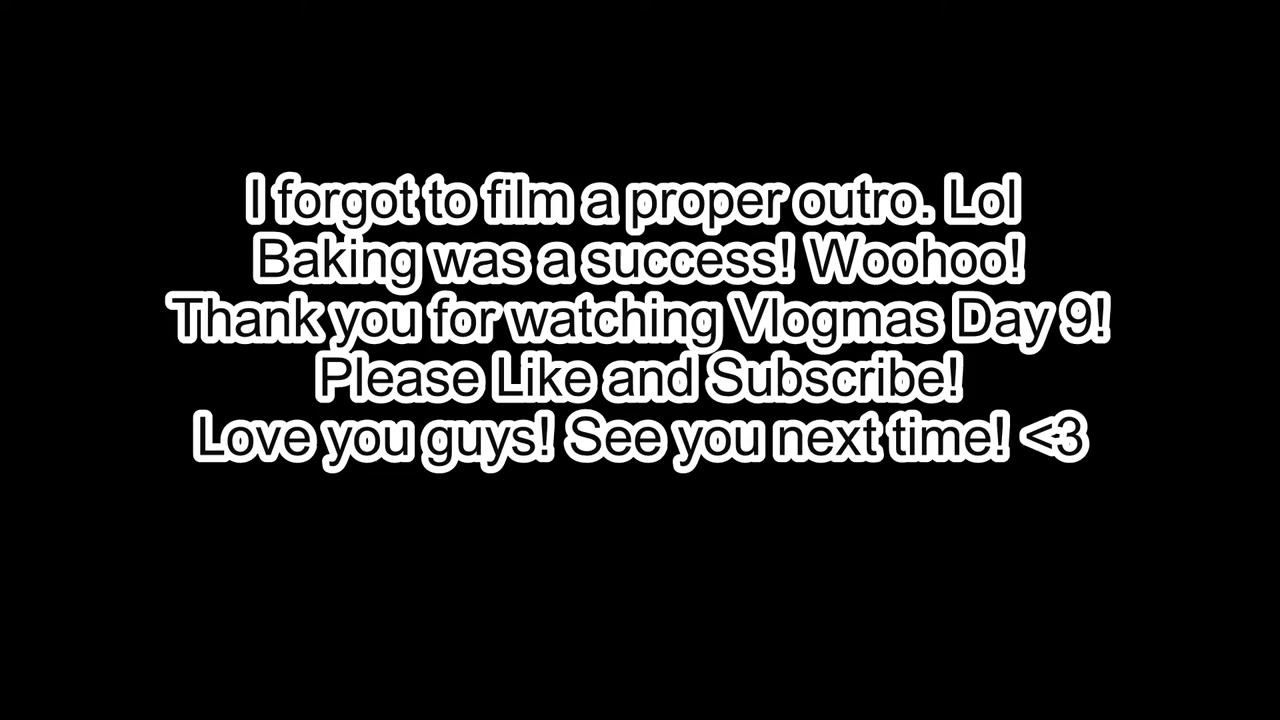 I forgot to film a proper outro. Lol
Baking was a success! Woohoo!
Thank you for watching Vlogmas Day 9!
Please Like and Subscribe!
Love you guys! See you next time! <3